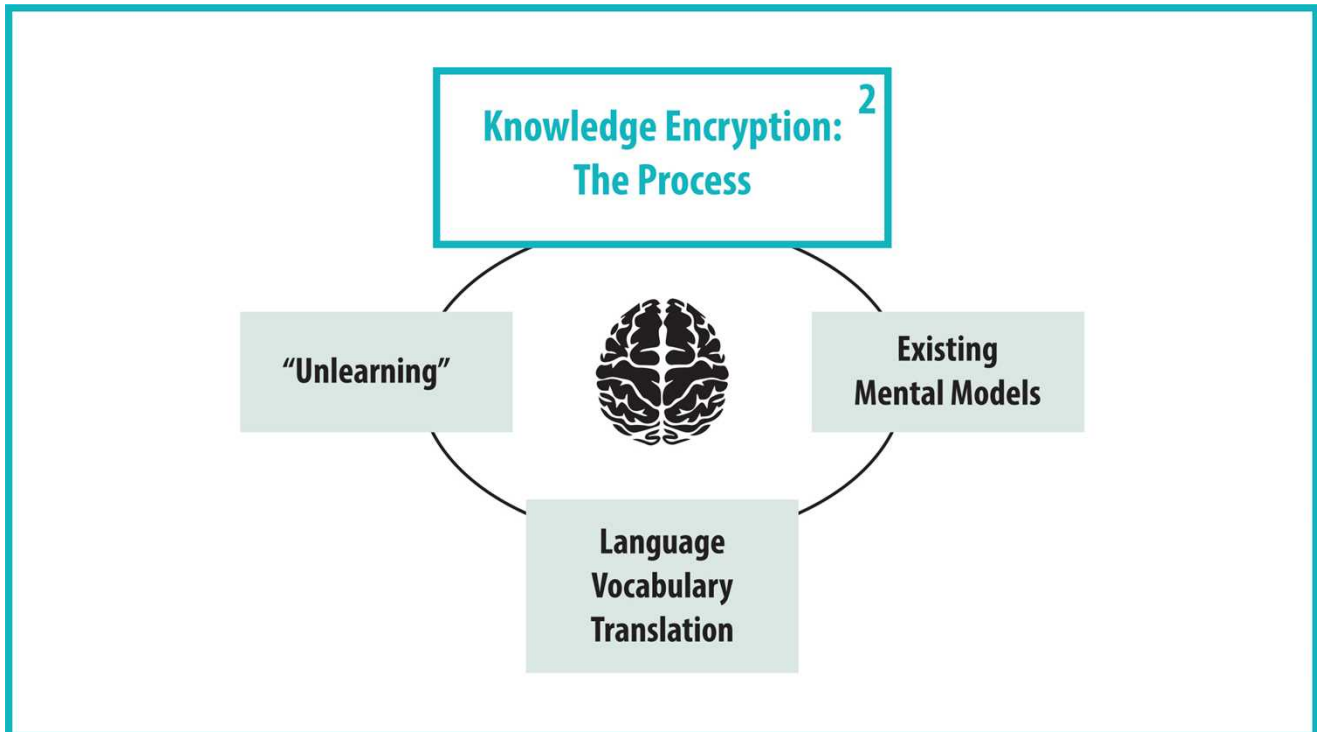 2
Knowledge Encryption:
The Process
“Unlearning”
Existing
Mental Models
Language
Vocabulary
Translation